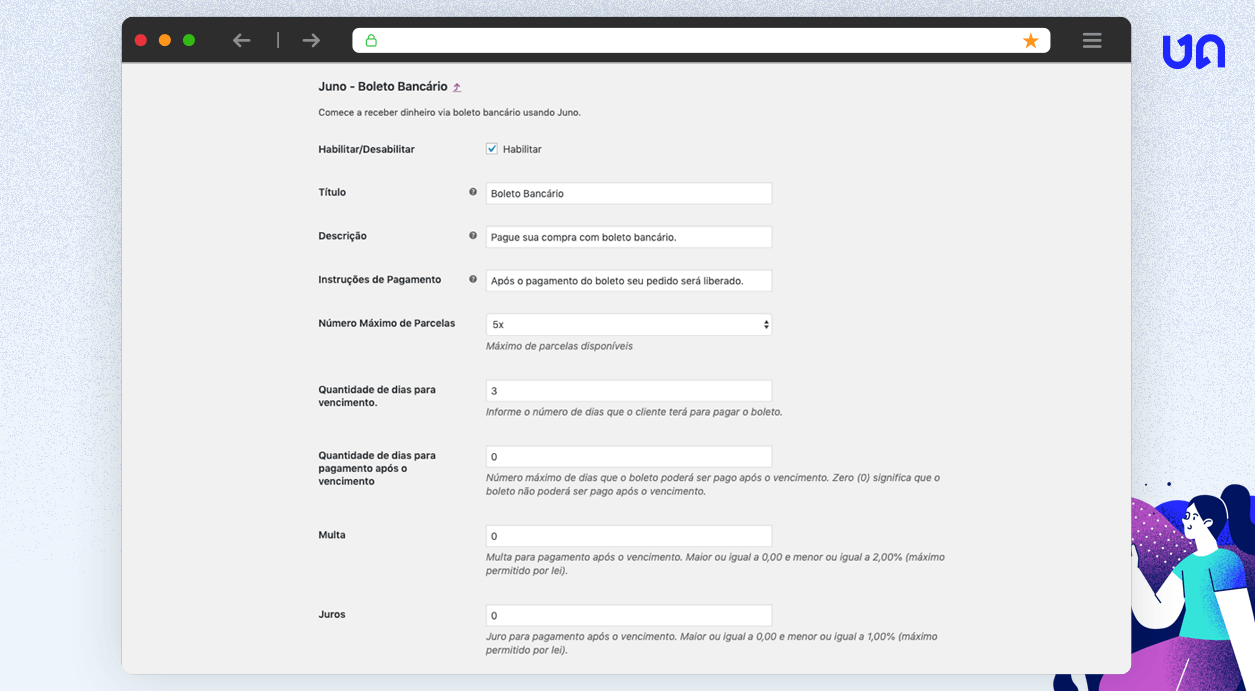 Juno - Boleto Bancário
Comece a receber dinheiro via boleto bancário usando Juno.
Habilitar/Desabilitar
Habilitar
Título
Boleto Bancário
Descrição
Pague sua compra com boleto bancário.
Instruções de Pagamento
Após o pagamento do boleto seu pedido será liberado.
Número Máximo de Parcelas
5x
Máximo de parcelas disponíveis
Quantidade de dias para
vencimento.
3
Informe o número de dias que o cliente terá para pagar o boleto.
Quantidade de dias para
pagamento após o
vencimento
0
Número máximo de dias que o boleto poderá ser pago após o vencimento. Zero (0) significa que o
boleto não poderá ser pago após o vencimento.
Multa
0
Multa para pagamento após o vencimento. Maior ou igual a 0,00 e menor ou igual a 2,00% (máximo
permitido por lei).
Juros
0
Juro para pagamento após o vencimento. Maior ou igual a 0,00 e menor ou igual a 1,00% (máximo
permitido por lei).